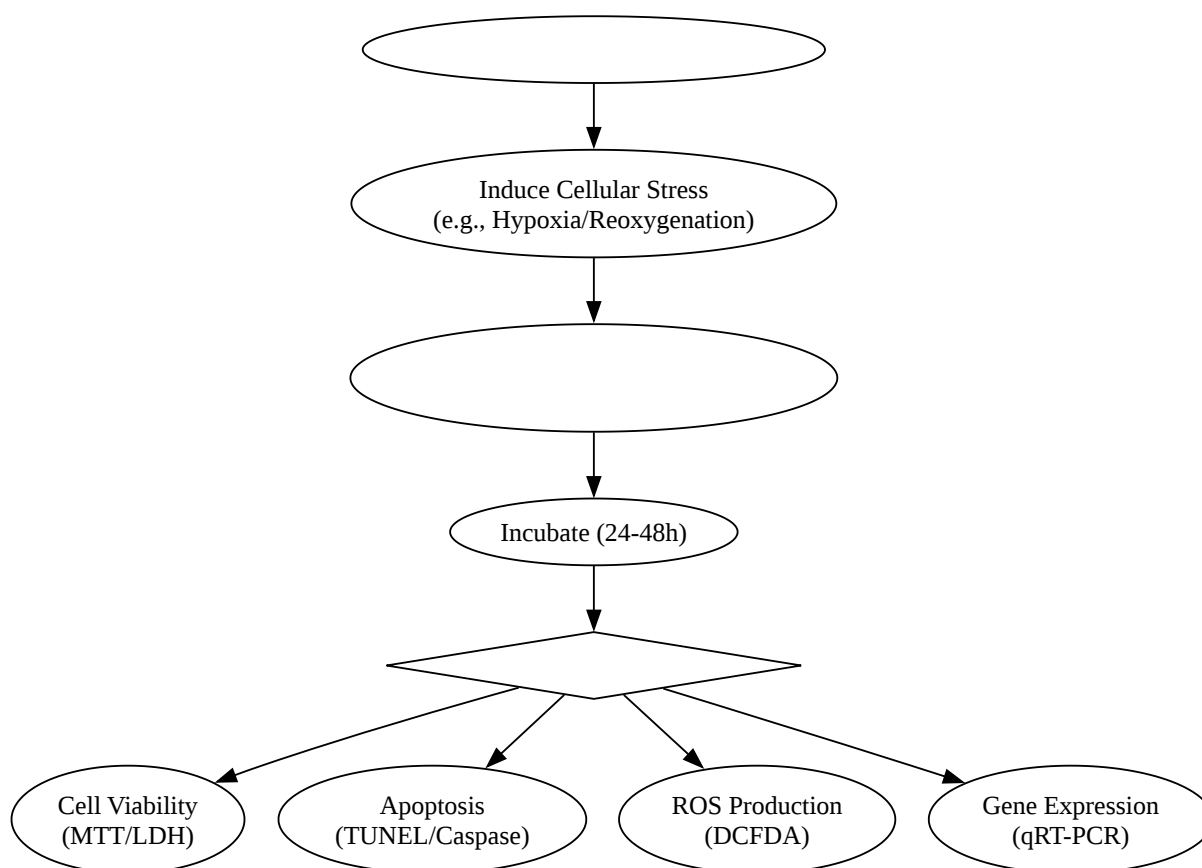 Induce Cellular Stress
(e.g., Hypoxia/Reoxygenation)
Incubate (24-48h)
Cell Viability
(MTT/LDH)
Apoptosis
(TUNEL/Caspase)
ROS Production
(DCFDA)
Gene Expression
(qRT-PCR)